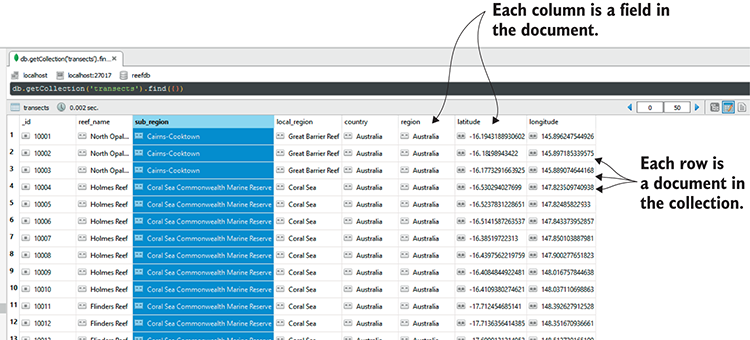 Each column is a field in
the document.
db.getCollection('transects').fin...
localhost localhost:27017 reefdb
db.getCollection('transects').find({})
transects 0.002 sec. 0 50
_id reef_name sub_region local_region country region latitude longitude
1 10001 North Opal... Cairns-Cooktown Great Barrier Reef Australia Australia -16.1943188930602 145.896247544926
2 10002 North Opal... Cairns-Cooktown Great Barrier Reef Australia Australia -16.18198943422 145.897185339575
3 10003 North Opal... Cairns-Cooktown Great Barrier Reef Australia Australia -16.1773291663925 145.889074644168
4 10004 Holmes Reef Coral Sea Commonwealth Marine Reserve Coral Sea Australia Australia -16.530294027699 147.823509740938
5 10005 Holmes Reef Coral Sea Commonwealth Marine Reserve Coral Sea Australia Australia -16.5237831228651 147.82485822933
6 10006 Holmes Reef Coral Sea Commonwealth Marine Reserve Coral Sea Australia Australia -16.5141587263537 147.843373952857
7 10007 Holmes Reef Coral Sea Commonwealth Marine Reserve Coral Sea Australia Australia -16.38519722313 147.850103887981
8 10008 Holmes Reef Coral Sea Commonwealth Marine Reserve Coral Sea Australia Australia -16.4397562219759 147.900277651823
9 10009 Holmes Reef Coral Sea Commonwealth Marine Reserve Coral Sea Australia Australia -16.4084844922481 148.016757844638
10 10010 Holmes Reef Coral Sea Commonwealth Marine Reserve Coral Sea Australia Australia -16.4109380274621 148.037110698863
11 10011 Flinders Reef Coral Sea Commonwealth Marine Reserve Coral Sea Australia Australia -17.712454685141 148.392627912528
12 10012 Flinders Reef Coral Sea Commonwealth Marine Reserve Coral Sea Australia Australia -17.7136356414385 148.351670936661
Each row is
a document in
the collection.